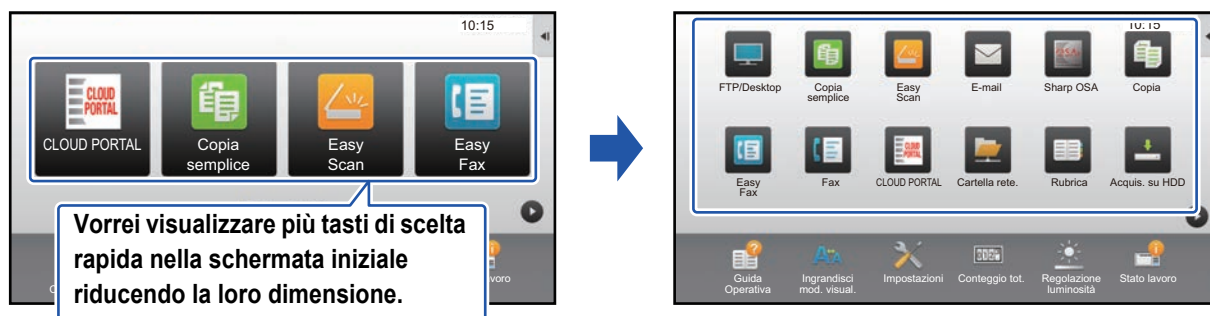 10:15
CLOUD
PORTAL
CLOUD PORTAL
Copia
semplice
Easy
Scan
Easy
Fax
Vorrei visualizzare più tasti di scelta
rapida nella schermata iniziale
riducendo la loro dimensione.
10:15
FTP/Desktop
Copia
semplice
Easy
Scan
E-mail
Sharp OSA
Copia
Easy
Fax
Fax
CLOUD PORTAL
Cartella rete.
Rubrica
Acquis. su HDD
Guida
Operativa
Ingrandisci
mod. visual.
Impostazioni
Conteggio tot.
Regolazione
luminosità
Stato lavoro